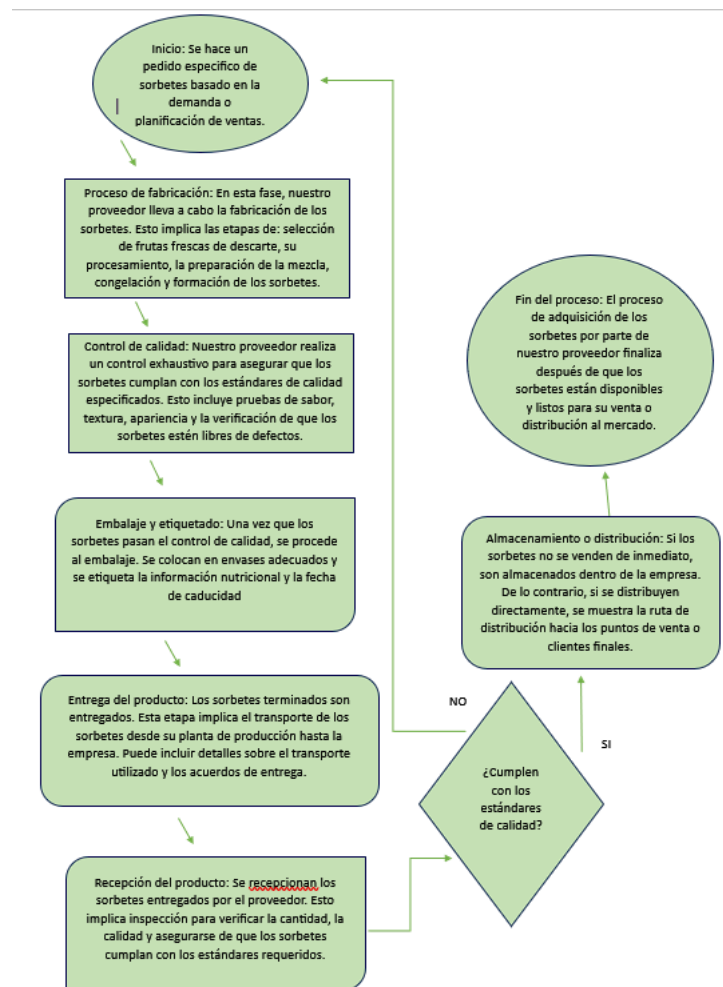 Inicio: Se hace un
pedido especifico de
sorbetes basado en la
demanda o
planificación de ventas.
Proceso de fabricación: En esta fase, nuestro
proveedor lleva a cabo la fabricación de los
sorbetes. Esto implica las etapas de: selección
de frutas frescas de descarte, su
procesamiento, la preparación de la mezcla,
congelación y formación de los sorbetes.
Control de calidad: Nuestro proveedor realiza
un control exhaustivo para asegurar que los
sorbetes cumplan con los estándares de calidad
especificados. Esto incluye pruebas de sabor,
textura, apariencia y la verificación de que los
sorbetes estén libres de defectos.
Embalaje y etiquetado: Una vez que los
sorbetes pasan el control de calidad, se procede
al embalaje. Se colocan en envases adecuados y
se etiqueta la información nutricional y la fecha
de caducidad
Entrega del producto: Los sorbetes terminados son
entregados. Esta etapa implica el transporte de los
sorbetes desde su planta de producción hasta la
empresa. Puede incluir detalles sobre el transporte
utilizado y los acuerdos de entrega.
Recepción del producto: Se recepcionan los
sorbetes entregados por el proveedor. Esto
implica inspección para verificar la cantidad, la
calidad y asegurarse de que los sorbetes
cumplan con los estándares requeridos.
¿Cumplen
con los
estándares
de calidad?
NO
SI
Almacenamiento o distribución: Si los
sorbetes no se venden de inmediato,
son almacenados dentro de la empresa.
De lo contrario, si se distribuyen
directamente, se muestra la ruta de
distribución hacia los puntos de venta o
clientes finales.
Fin del proceso: El proceso
de adquisición de los
sorbetes por parte de
nuestro proveedor finaliza
después de que los
sorbetes están disponibles
y listos para su venta o
distribución al mercado.